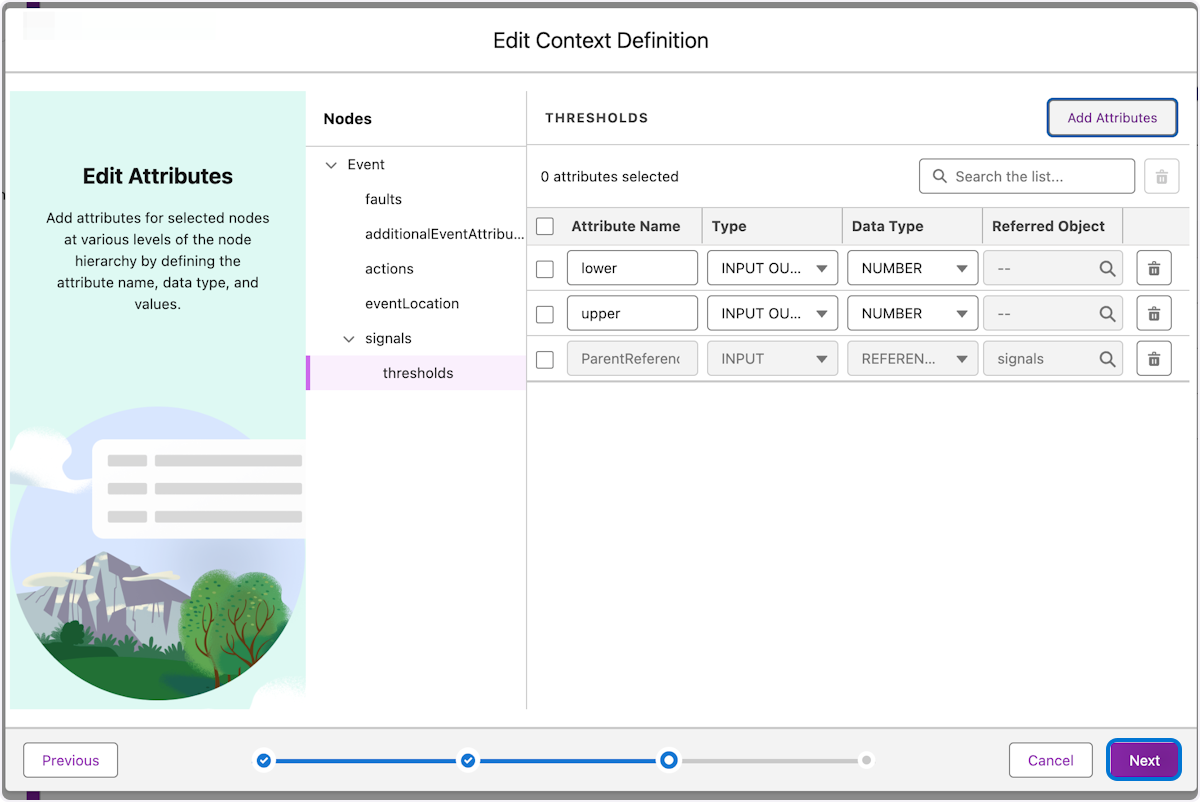 Edit Context Definition
Edit Attributes
Add attributes for selected nodes
at various levels of the node
hierarchy by defining the
attribute name, data type, and
values.
Nodes
Event
faults
additionalEventAttribu...
actions
eventLocation
signals
thresholds
THRESHOLDS
Add Attributes
0 attributes selected
Search the list...
Attribute Name Type Data Type Referred Object
lower INPUT OU... NUMBER --
upper INPUT OU... NUMBER --
ParentReferenc INPUT REFEREN... signals
Previous
Cancel
Next